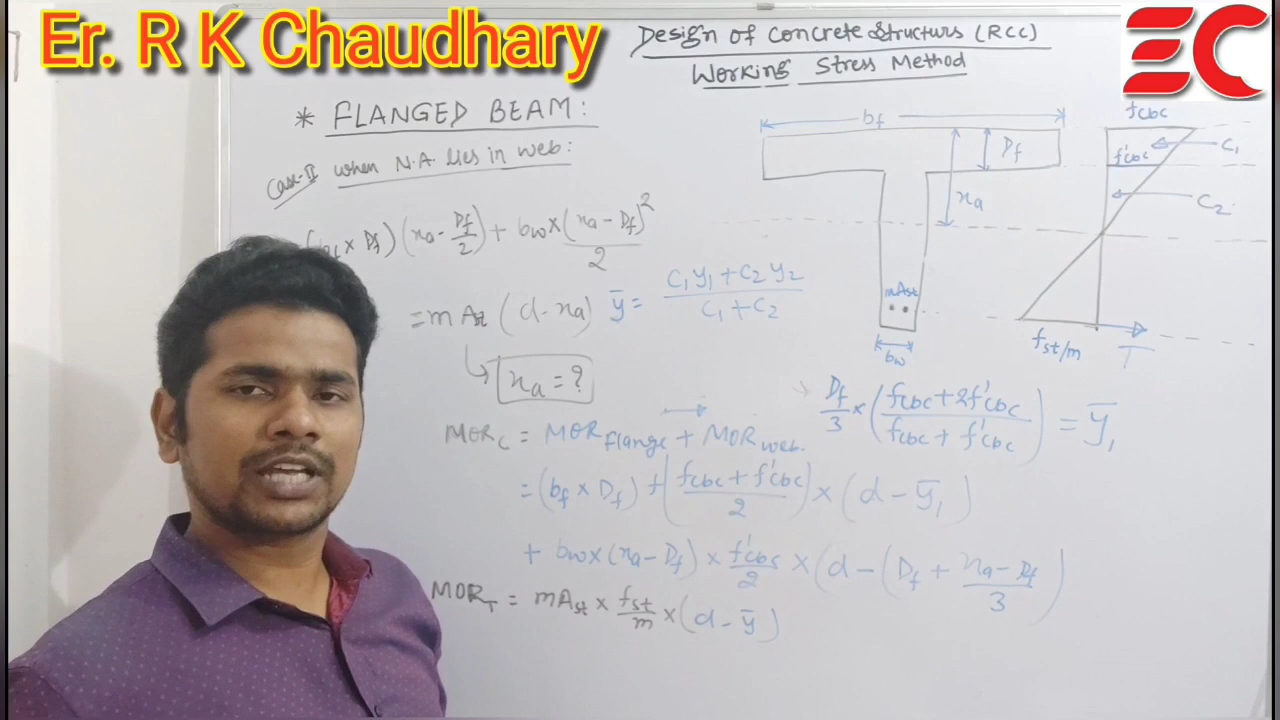 Er. R K Chaudhary
Design of Concrete Structurs (RCC)
Working Stress Method
EC
* FLANGED BEAM:
Case-II when N.A. lies in web:
(bf × Df) (xa - Df/2) + bw × (xa - Df)²/2
= m Ast (d - xa)
xa = ?
ȳ = C1 y1 + C2 y2 / C1 + C2
bf
Df
xa
mAst
bw
fcbc
f'cbc
C1
C2
fst/m
T
Df/3 × (fcbc + 2f'cbc / fcbc + f'cbc) = ȳ1
MORc = MOR flange + MOR web.
= (bf × Df) + (fcbc + f'cbc / 2) × (d - ȳ1)
+ bw × (xa - Df) × f'cbc/2 × (d - (Df + xa - Df / 3)
MORT = mAst × fst/m × (d - ȳ)